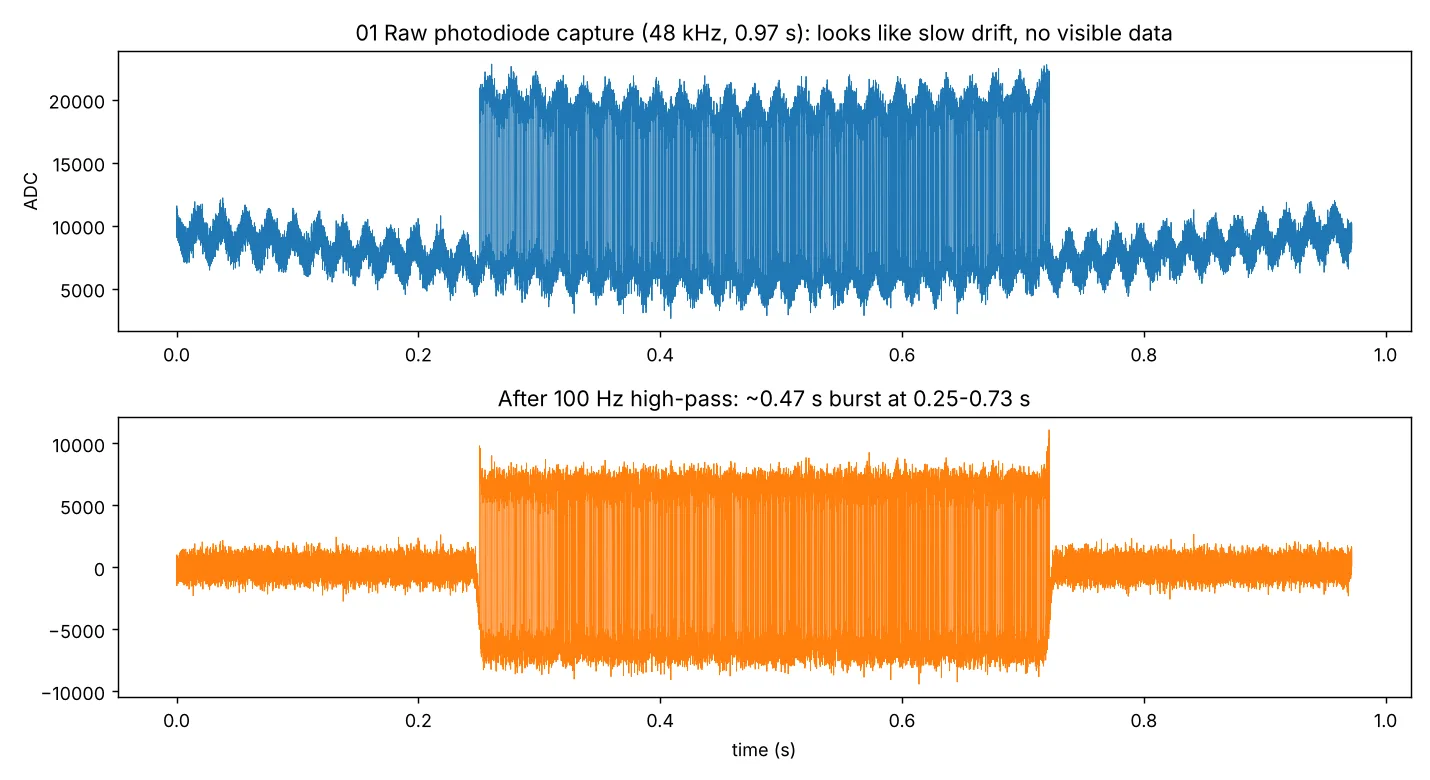 01 Raw photodiode capture (48 kHz, 0.97 s): looks like slow drift, no visible data
20000
15000
10000
5000
ADC
0.0 0.2 0.4 0.6 0.8 1.0
After 100 Hz high-pass: ~0.47 s burst at 0.25-0.73 s
10000
5000
0
−5000
−10000
0.0 0.2 0.4 0.6 0.8 1.0
time (s)